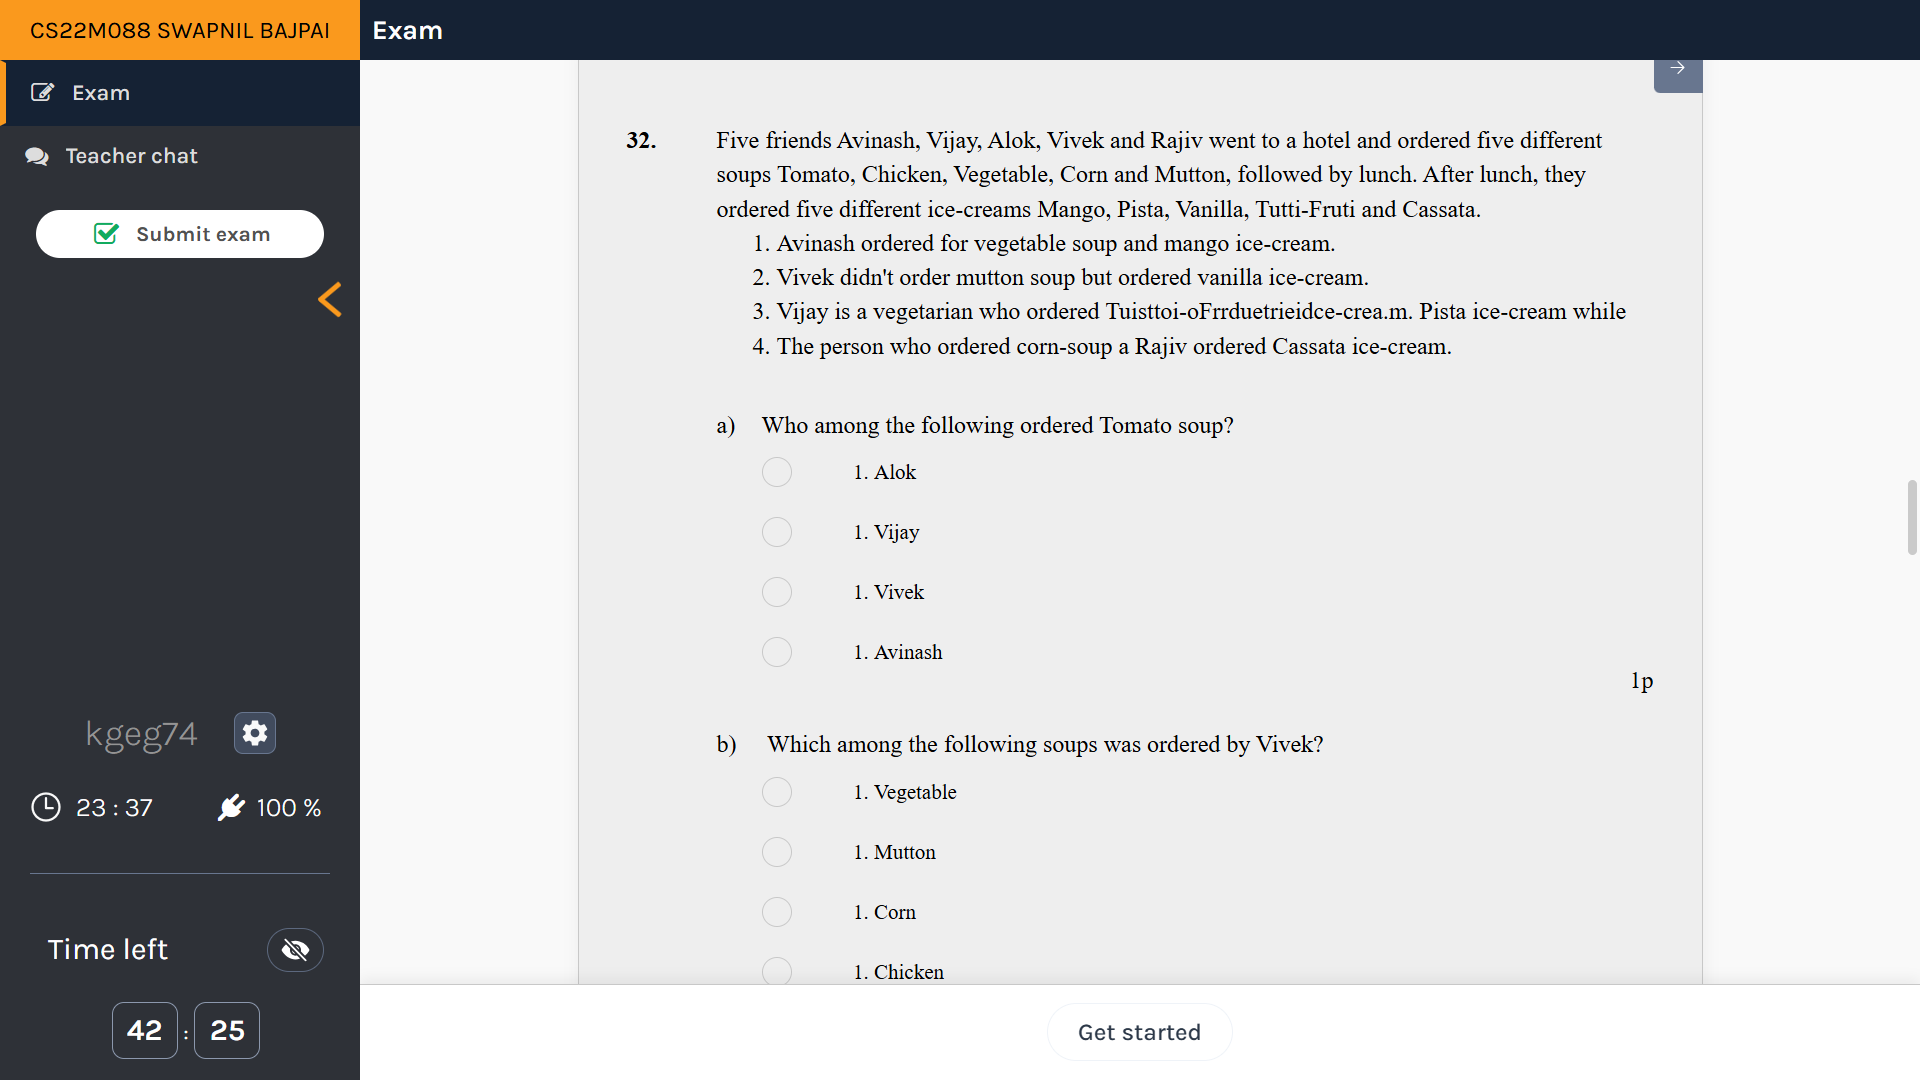 CS22M088 SWAPNIL BAJPAI
Exam
Exam
Teacher chat
Submit exam
kgeg74
23 : 37
100 %
Time left
42 : 25
32. Five friends Avinash, Vijay, Alok, Vivek and Rajiv went to a hotel and ordered five different
soups Tomato, Chicken, Vegetable, Corn and Mutton, followed by lunch. After lunch, they
ordered five different ice-creams Mango, Pista, Vanilla, Tutti-Fruti and Cassata.
1. Avinash ordered for vegetable soup and mango ice-cream.
2. Vivek didn't order mutton soup but ordered vanilla ice-cream.
3. Vijay is a vegetarian who ordered Tuisttoi-oFrrduetrieidce-crea.m. Pista ice-cream while
4. The person who ordered corn-soup a Rajiv ordered Cassata ice-cream.
a) Who among the following ordered Tomato soup?
1. Alok
1. Vijay
1. Vivek
1. Avinash
1p
b) Which among the following soups was ordered by Vivek?
1. Vegetable
1. Mutton
1. Corn
1. Chicken
Get started